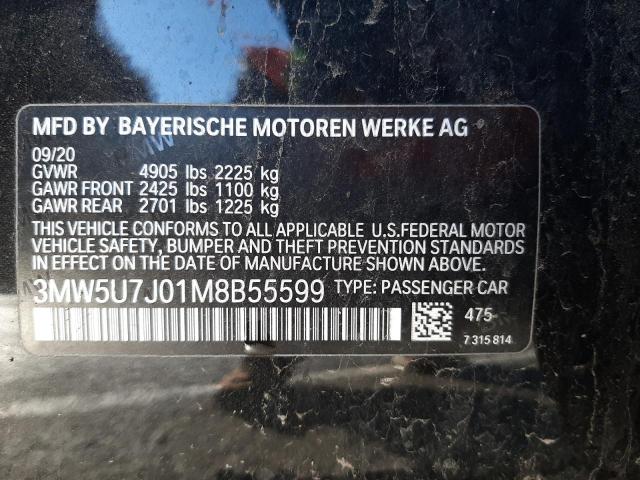 MFD BY BAYERISCHE MOTOREN WERKE AG
09/20
GVWR 4905 lbs 2225 kg
GAWR FRONT 2425 lbs 1100 kg
GAWR REAR 2701 lbs 1225 kg
THIS VEHICLE CONFORMS TO ALL APPLICABLE U.S.FEDERAL MOTOR
VEHICLE SAFETY, BUMPER AND THEFT PREVENTION STANDARDS
IN EFFECT ON THE DATE OF MANUFACTURE SHOWN ABOVE.
3MW5U7J01M8B55599 TYPE: PASSENGER CAR
475
7 315 814